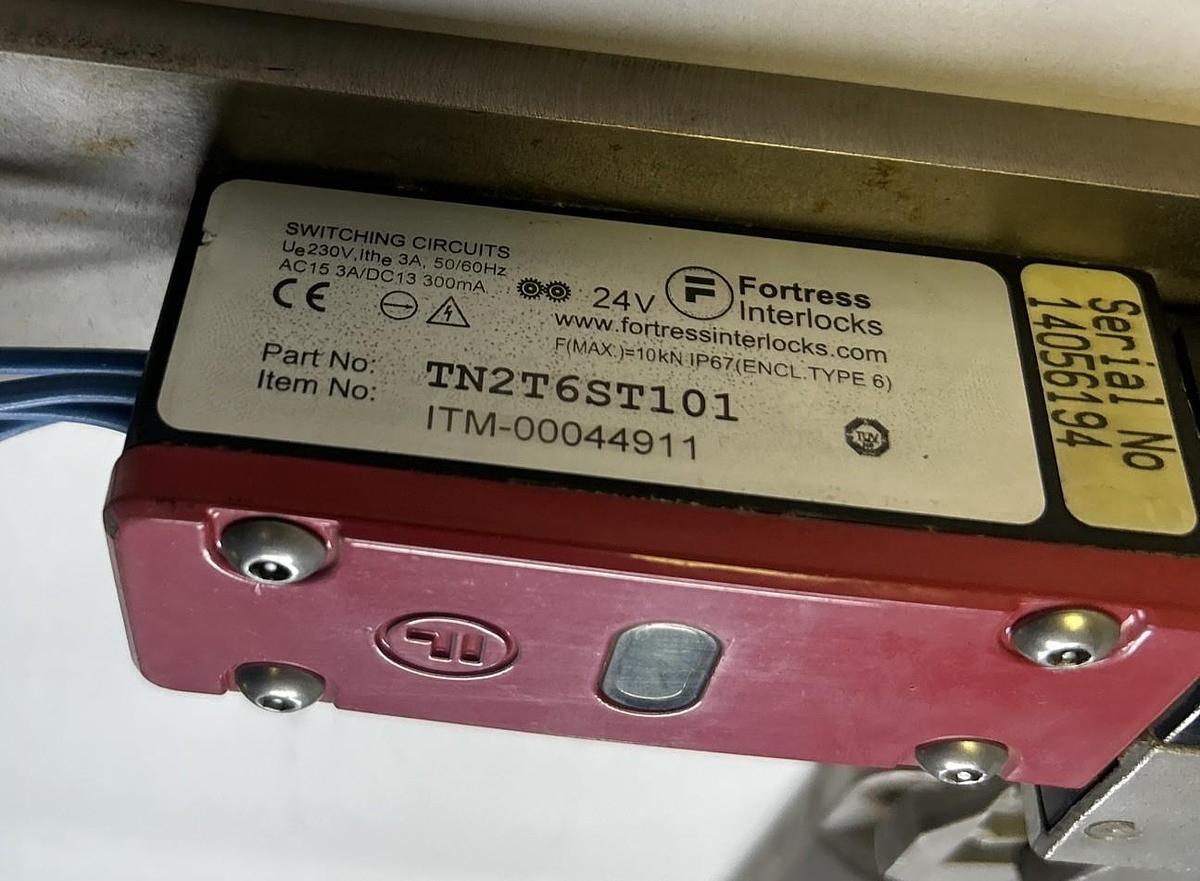 SWITCHING CIRCUITS
Ue230V,Ithe 3A, 50/60Hz
AC15 3A/DC13 300mA
CE
24V
F Fortress
Interlocks
www.fortressinterlocks.com
F(MAX.)=10kN IP67(ENCL.TYPE 6)
Part No: TN2T6ST101
Item No: ITM-00044911
TUV
Serial No
14056194